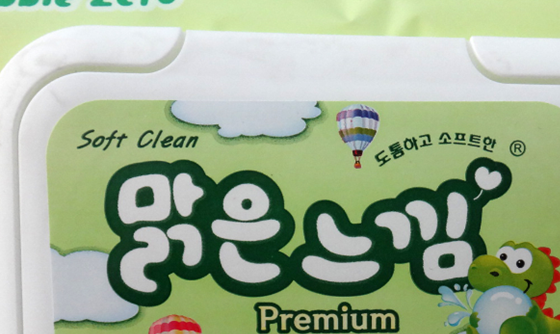 Soft Clean
도톰하고 소프트한 ®
맑은느낌
Premium